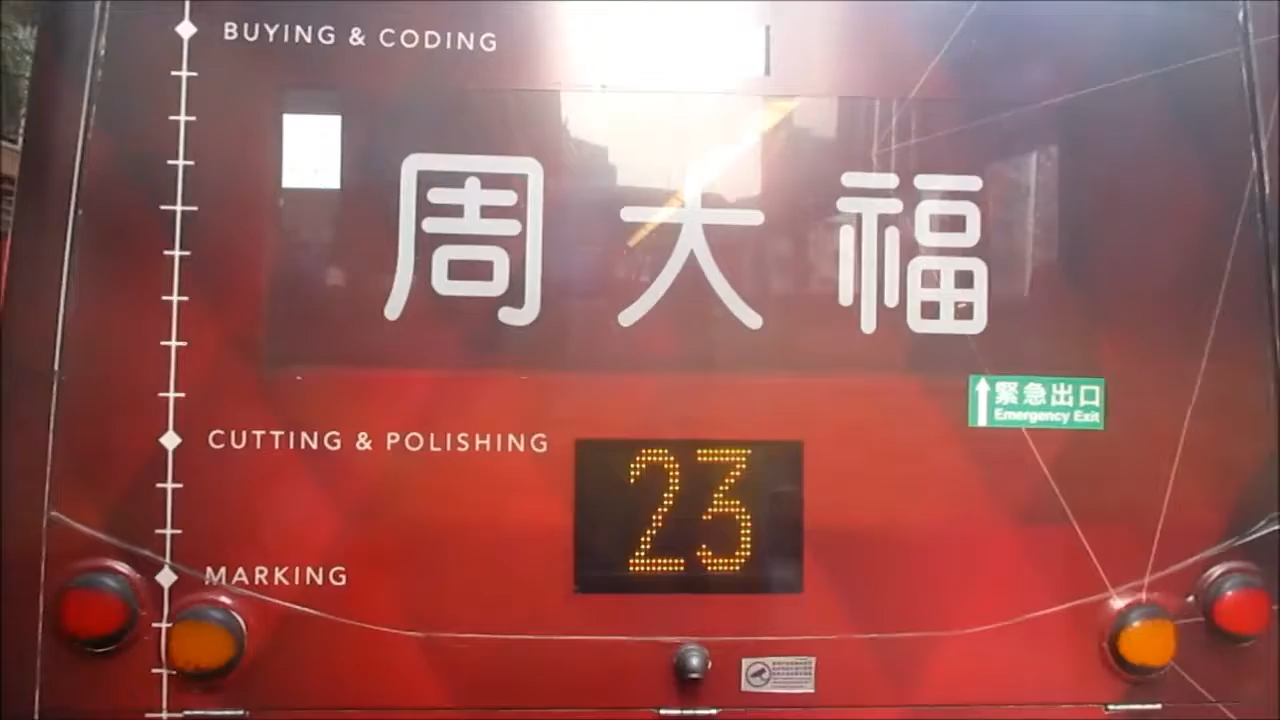 BUYING & CODING
周大福
緊急出口
Emergency Exit
CUTTING & POLISHING
23
MARKING